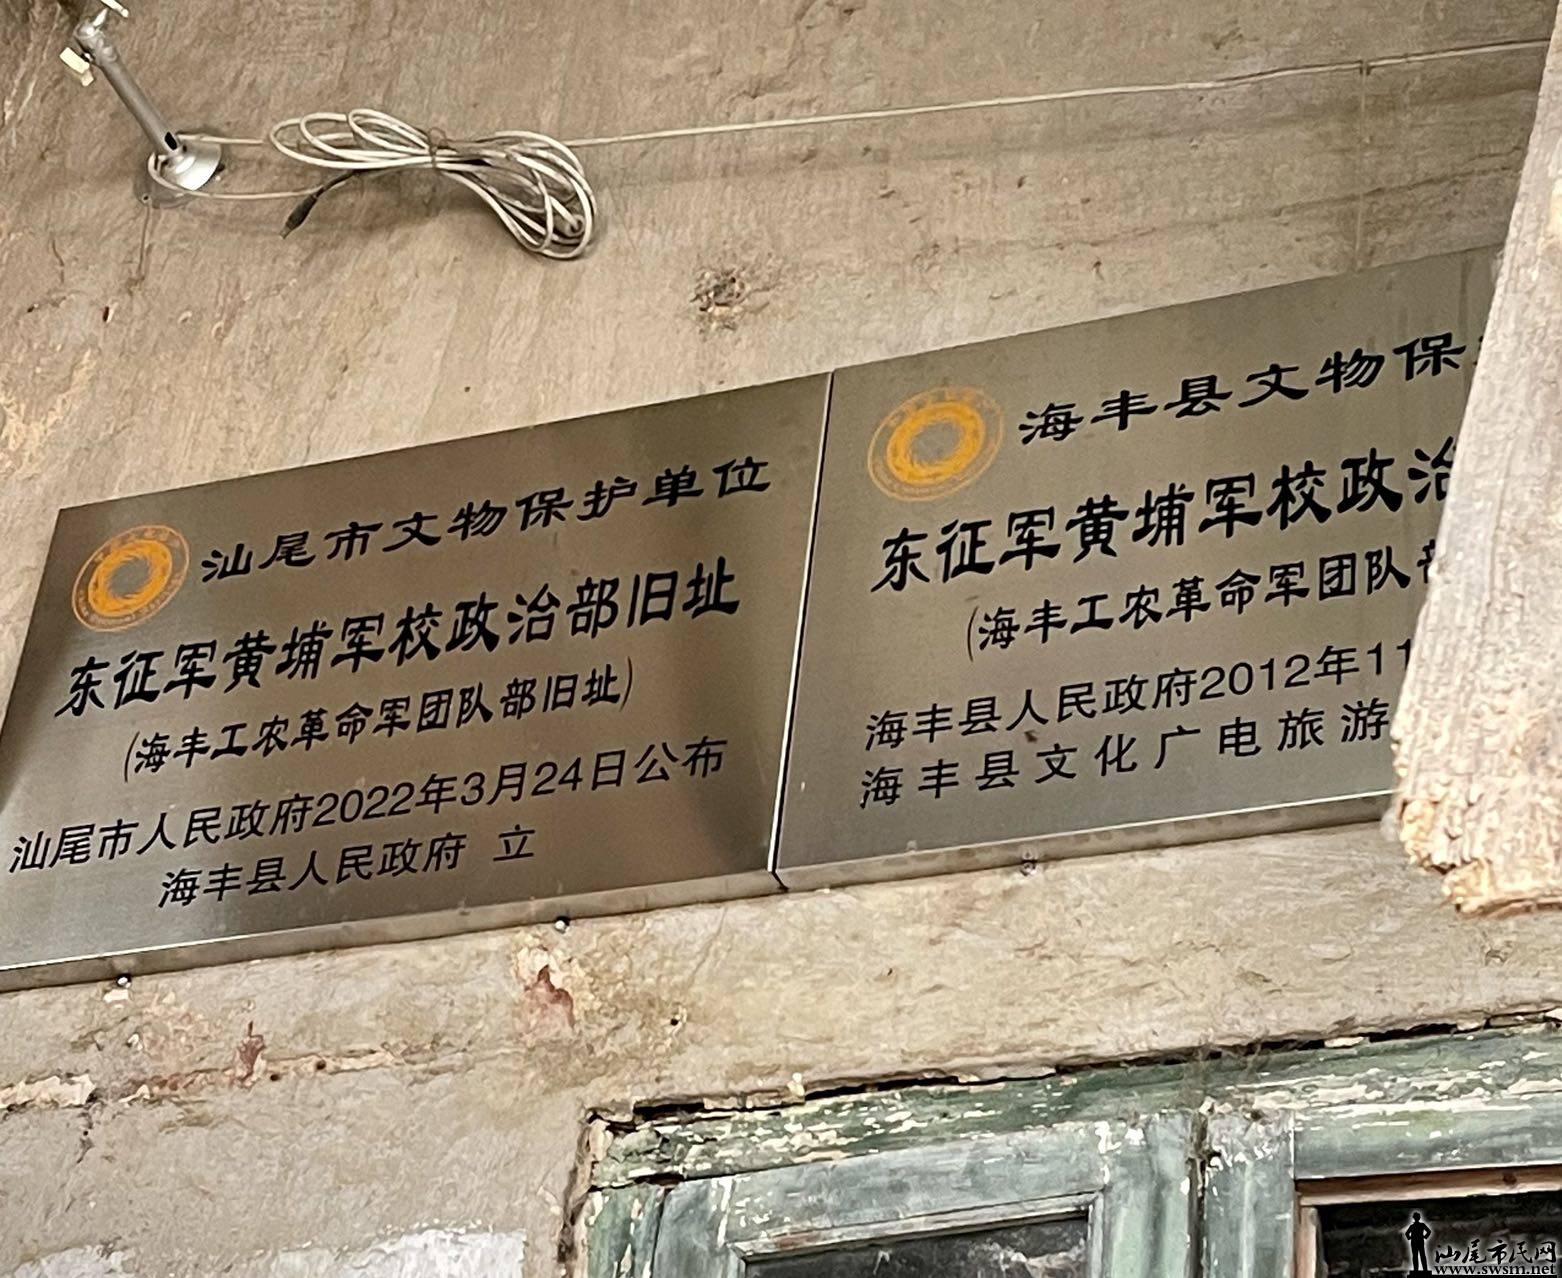 汕尾市文物保护单位
东征军黄埔军校政治部旧址
(海丰工农革命军团队部旧址)
汕尾市人民政府2022年3月24日公布
海丰县人民政府 立
海丰县文物保
东征军黄埔军校政治
(海丰工农革命军团队部
海丰县人民政府2012年11
海丰县文化广电旅游
汕尾市民网
www.swsm.net